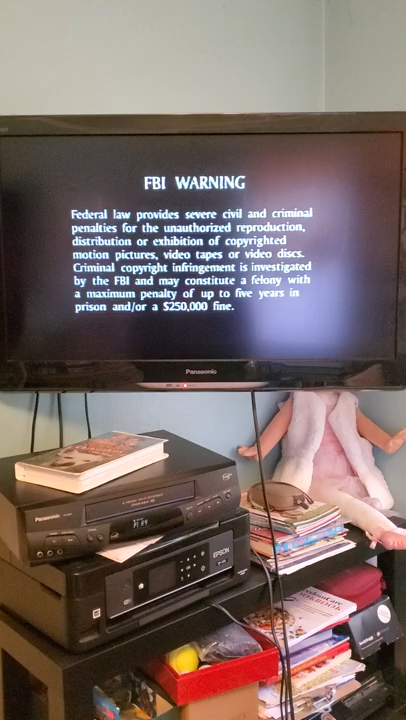 FBI WARNING
Federal law provides severe civil and criminal
penalties for the unauthorized reproduction,
distribution or exhibition of copyrighted
motion pictures, video tapes or video discs.
Criminal copyright infringement is investigated
by the FBI and may constitute a felony with
a maximum penalty of up to five years in
prison and/or a $250,000 fine.
Panasonic
Panasonic
EPSON